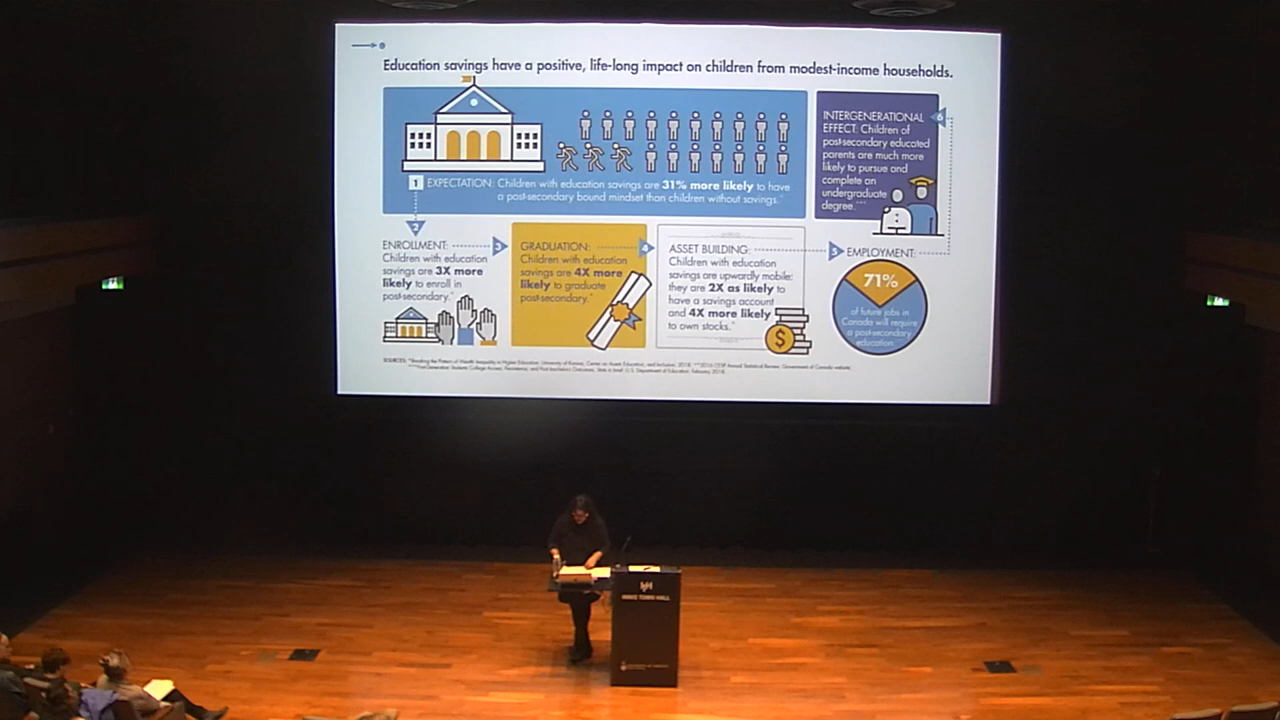 Education savings have a positive, life-long impact on children from modest-income households.
1 EXPECTATION: Children with education savings are 31% more likely to have
a post-secondary bound mindset than children without savings.*
2
ENROLLMENT:
Children with education
savings are 3X more
likely to enroll in
post-secondary.*
3
GRADUATION:
Children with education
savings are 4X more
likely to graduate
post-secondary.*
4
ASSET BUILDING:
Children with education
savings are upwardly mobile:
they are 2X as likely to
have a savings account
and 4X more likely
to own stocks.*
$
5 EMPLOYMENT:
71%
of future jobs in
Canada will require
a post-secondary
education.
6
INTERGENERATIONAL
EFFECT: Children of
post-secondary educated
parents are much more
likely to pursue and
complete an
undergraduate
degree.***
INNIS TOWN HALL